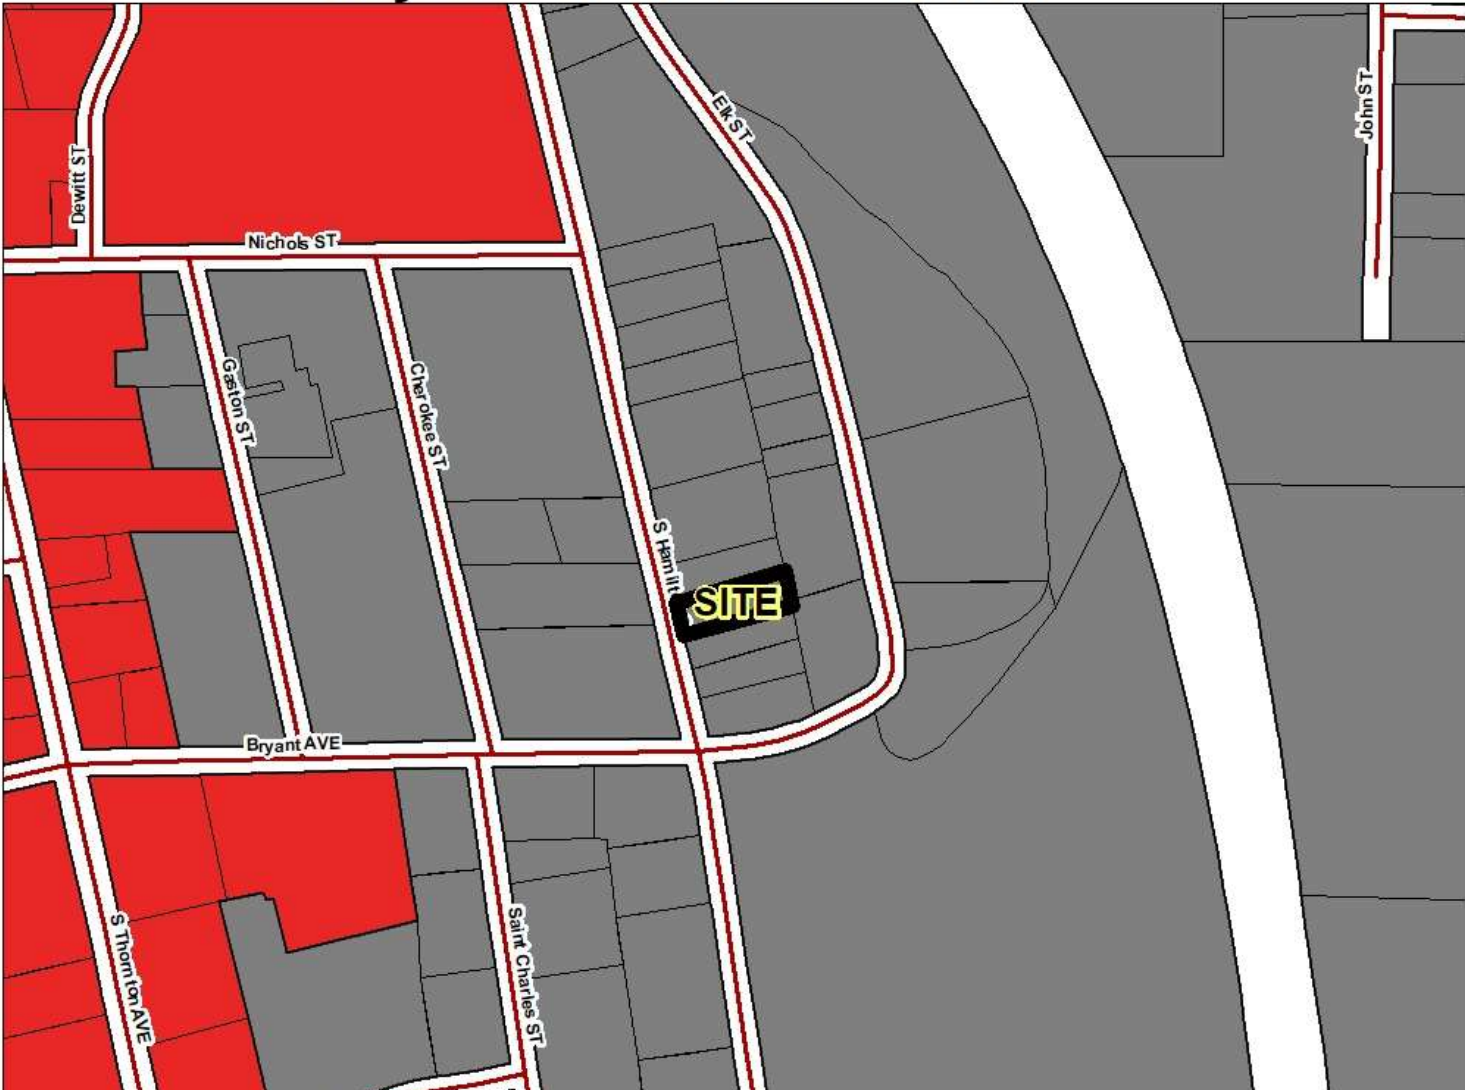 Elk ST
John ST
Dewitt ST
Nichols ST
Gaston ST
Cherokee ST
S Hamilt
SITE
Bryant AVE
S Thornton AVE
Saint Charles ST